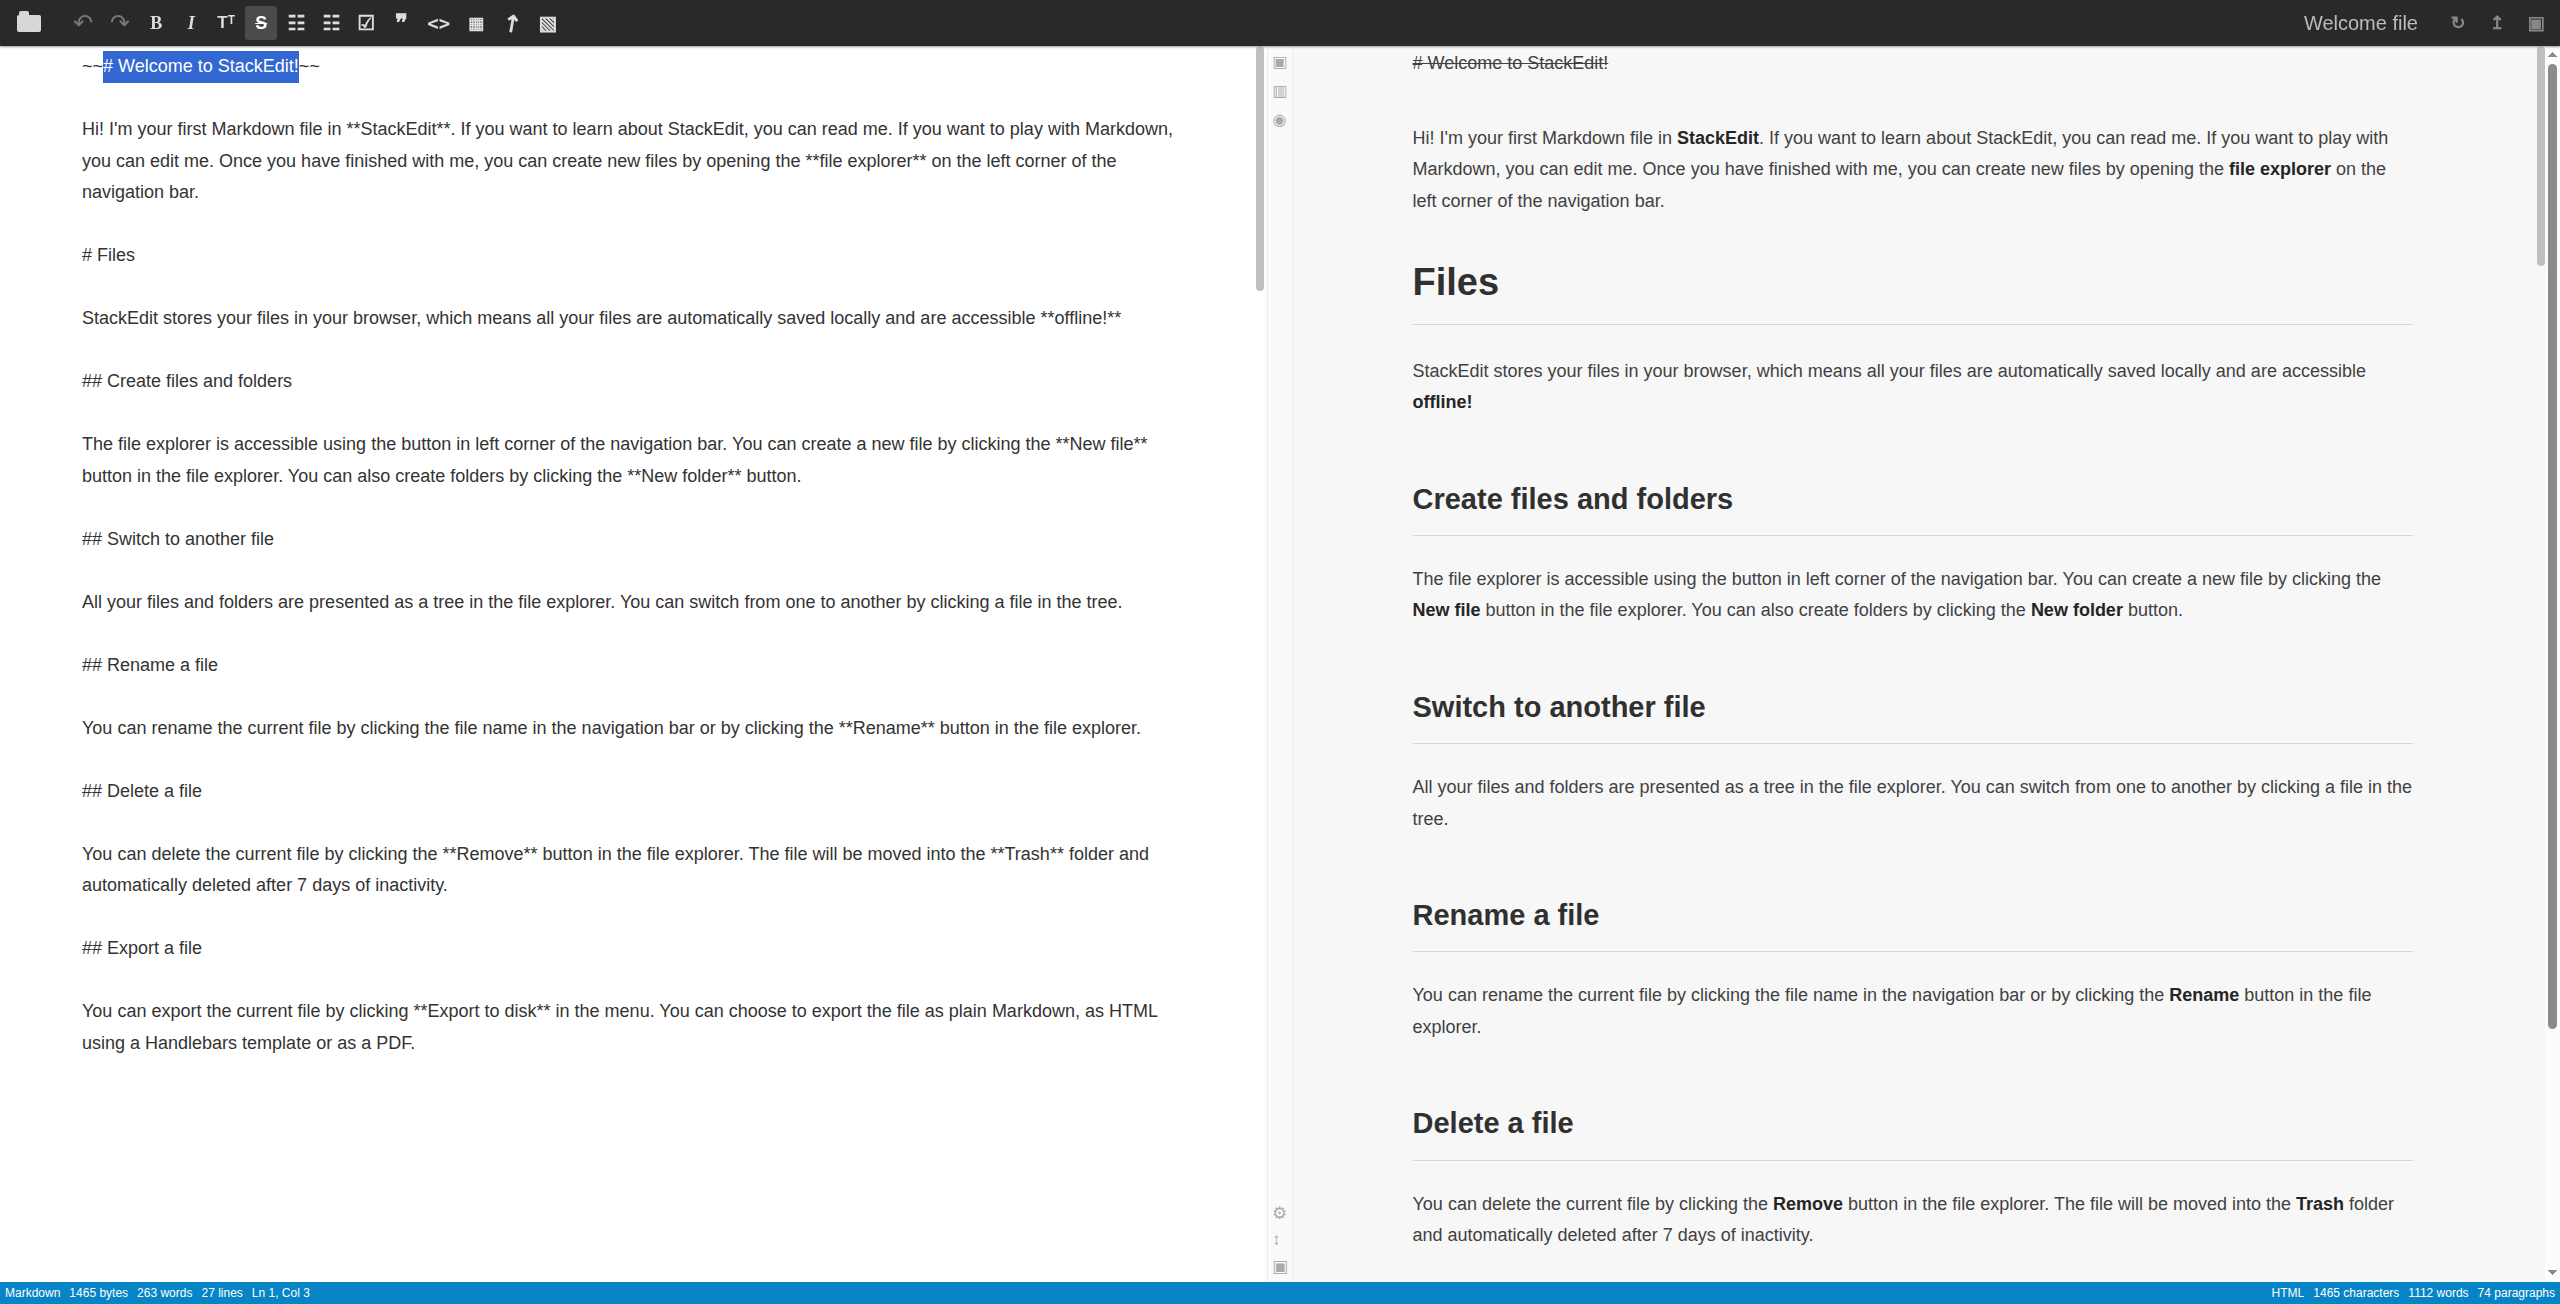 B I TT S ❞ <>
Welcome file
~~# Welcome to StackEdit!~~
Hi! I'm your first Markdown file in **StackEdit**. If you want to learn about StackEdit, you can read me. If you want to play with Markdown,
you can edit me. Once you have finished with me, you can create new files by opening the **file explorer** on the left corner of the
navigation bar.
# Files
StackEdit stores your files in your browser, which means all your files are automatically saved locally and are accessible **offline!**
## Create files and folders
The file explorer is accessible using the button in left corner of the navigation bar. You can create a new file by clicking the **New file**
button in the file explorer. You can also create folders by clicking the **New folder** button.
## Switch to another file
All your files and folders are presented as a tree in the file explorer. You can switch from one to another by clicking a file in the tree.
## Rename a file
You can rename the current file by clicking the file name in the navigation bar or by clicking the **Rename** button in the file explorer.
## Delete a file
You can delete the current file by clicking the **Remove** button in the file explorer. The file will be moved into the **Trash** folder and
automatically deleted after 7 days of inactivity.
## Export a file
You can export the current file by clicking **Export to disk** in the menu. You can choose to export the file as plain Markdown, as HTML
using a Handlebars template or as a PDF.
# Welcome to StackEdit!
Hi! I'm your first Markdown file in StackEdit. If you want to learn about StackEdit, you can read me. If you want to play with
Markdown, you can edit me. Once you have finished with me, you can create new files by opening the file explorer on the
left corner of the navigation bar.
Files
StackEdit stores your files in your browser, which means all your files are automatically saved locally and are accessible
offline!
Create files and folders
The file explorer is accessible using the button in left corner of the navigation bar. You can create a new file by clicking the
New file button in the file explorer. You can also create folders by clicking the New folder button.
Switch to another file
All your files and folders are presented as a tree in the file explorer. You can switch from one to another by clicking a file in the
tree.
Rename a file
You can rename the current file by clicking the file name in the navigation bar or by clicking the Rename button in the file
explorer.
Delete a file
You can delete the current file by clicking the Remove button in the file explorer. The file will be moved into the Trash folder
and automatically deleted after 7 days of inactivity.
Markdown 1465 bytes 263 words 27 lines Ln 1, Col 3
HTML 1465 characters 1112 words 74 paragraphs